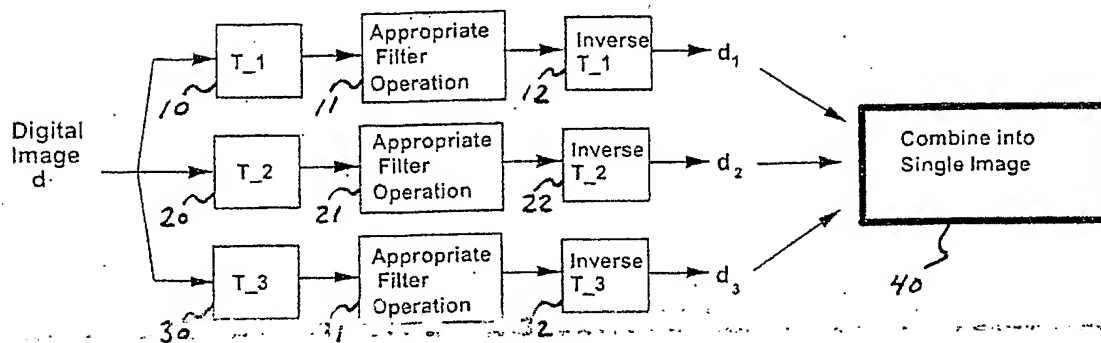 Digital
Image
d
T_1
10
Appropriate
Filter
Operation
11
Inverse
T_1
12
d1
T_2
20
Appropriate
Filter
Operation
21
Inverse
T_2
22
d2
T_3
30
Appropriate
Filter
Operation
31
Inverse
T_3
32
d3
Combine into
Single Image
40